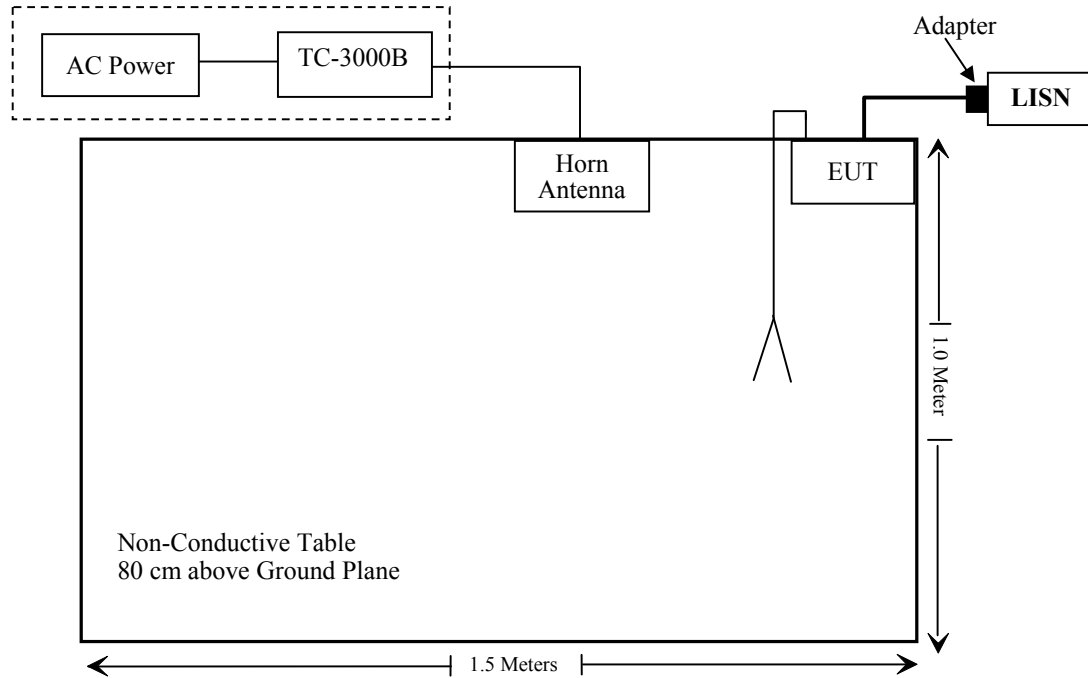 Adapter
AC Power
TC-3000B
LISN
Horn
Antenna
EUT
1.0 Meter
Non-Conductive Table
80 cm above Ground Plane
1.5 Meters